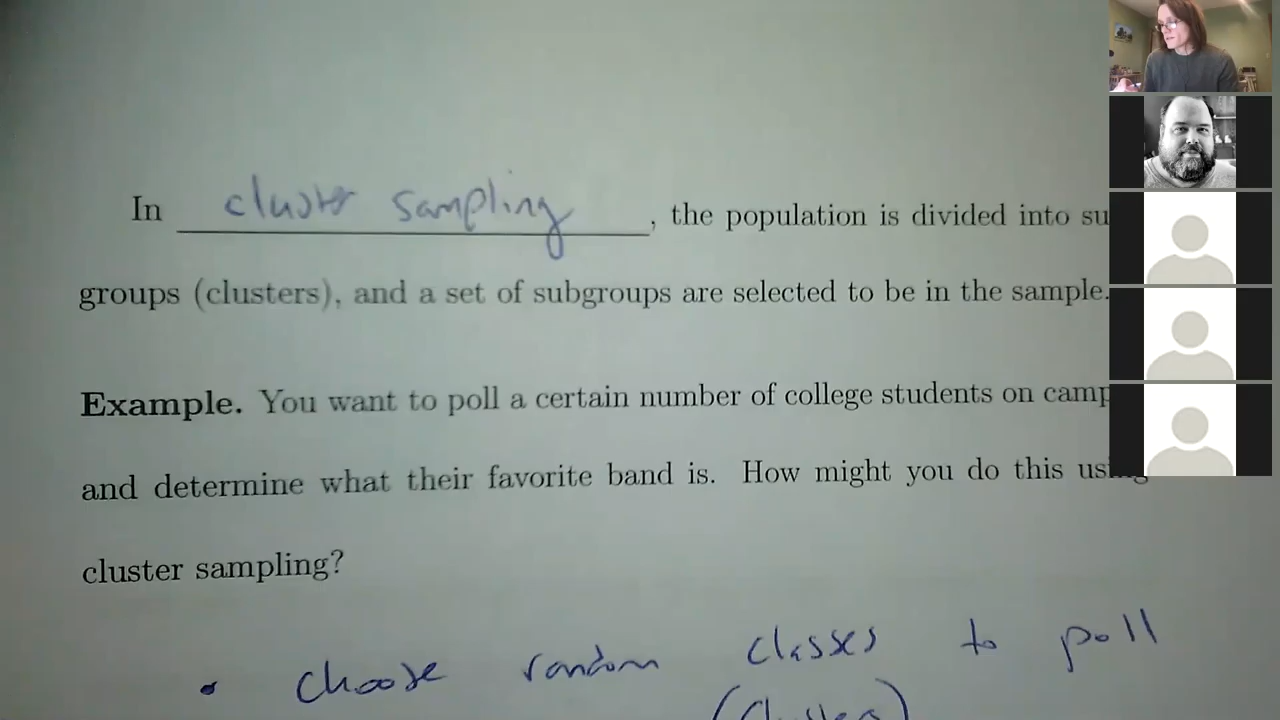 In cluster sampling, the population is divided into su
groups (clusters), and a set of subgroups are selected to be in the sample.
Example. You want to poll a certain number of college students on camp
and determine what their favorite band is. How might you do this using
cluster sampling?
• choose random classes to poll